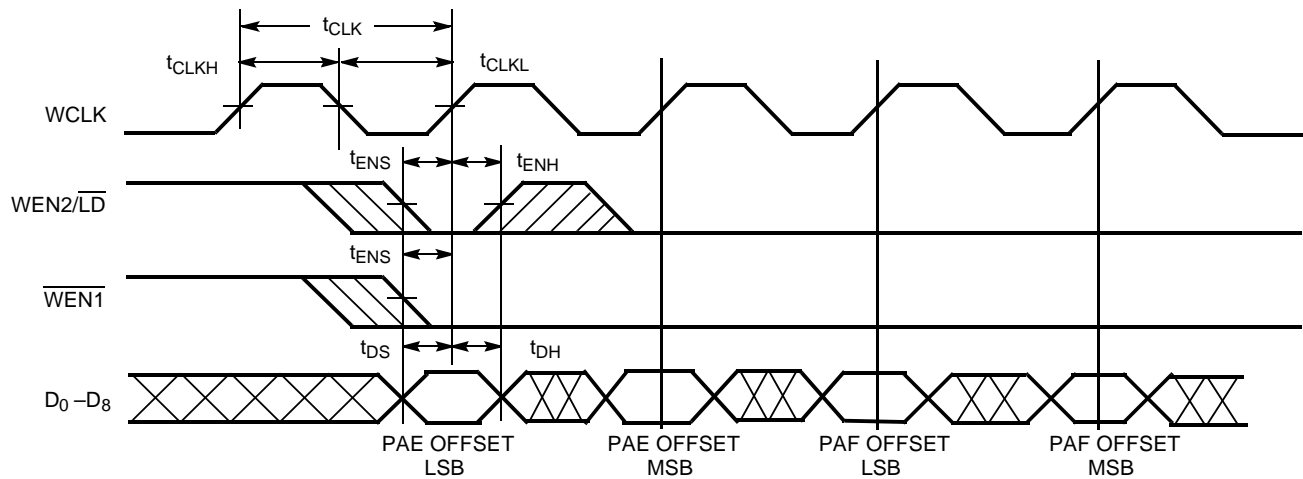 tCLK
tCLKH
tCLKL
WCLK
tENS
tENH
WEN2/LD
tENS
WEN1
tDS
tDH
D0 –D8
PAE OFFSET
LSB
PAE OFFSET
MSB
PAF OFFSET
LSB
PAF OFFSET
MSB